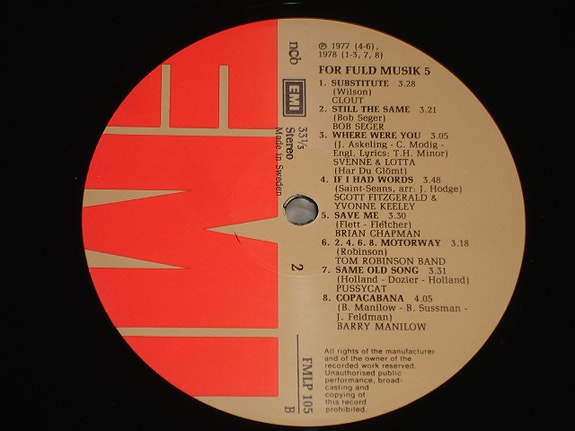 ℗ 1977 (4-6),
1978 (1-3, 7, 8)
FOR FULD MUSIK 5
1. SUBSTITUTE 3.28
(Wilson)
CLOUT
2. STILL THE SAME 3.21
(Bob Seger)
BOB SEGER
3. WHERE WERE YOU 3.05
(J. Askeling - C. Modig -
Engl. Lyrics: T.H. Minor)
SVENNE & LOTTA
(Har Du Glömt)
4. IF I HAD WORDS 3.48
(Saint-Seans, arr: J. Hodge)
SCOTT FITZGERALD &
YVONNE KEELEY
5. SAVE ME 3.30
(Flett - Fletcher)
BRIAN CHAPMAN
6. 2. 4. 6. 8. MOTORWAY 3.18
(Robinson)
TOM ROBINSON BAND
7. SAME OLD SONG 3.31
(Holland - Dozier - Holland)
PUSSYCAT
8. COPACABANA 4.05
(B. Manilow - B. Sussman -
J. Feldman)
BARRY MANILOW
All rights of the manufacturer
and of the owner of the
recorded work reserved.
Unauthorised public
performance, broad-
casting and
copying of
this record
prohibited.
ncb
EMI
33 1/3
Stereo
Made in Sweden
2
FMLP 105
B
EMI